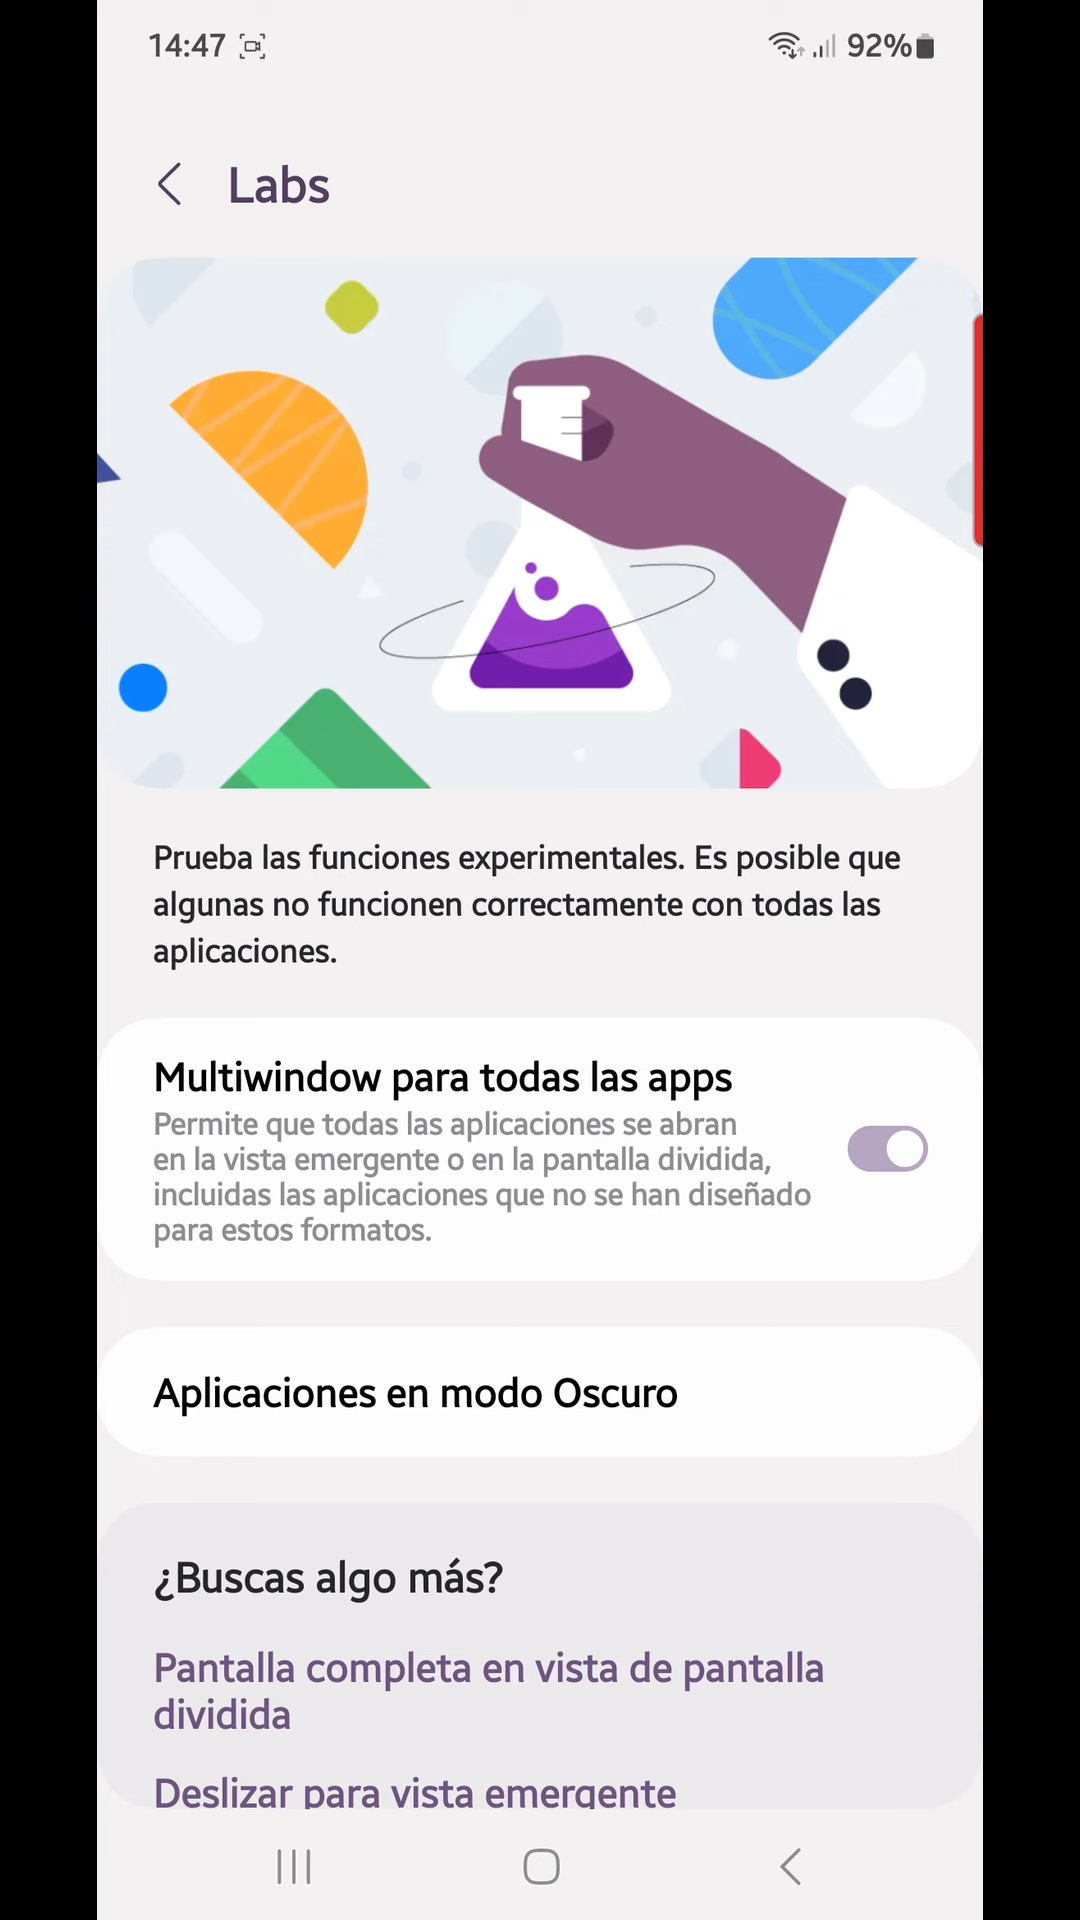 14:47
92%
Labs
Prueba las funciones experimentales. Es posible que
algunas no funcionen correctamente con todas las
aplicaciones.
Multiwindow para todas las apps
Permite que todas las aplicaciones se abran
en la vista emergente o en la pantalla dividida,
incluidas las aplicaciones que no se han diseñado
para estos formatos.
Aplicaciones en modo Oscuro
¿Buscas algo más?
Pantalla completa en vista de pantalla
dividida
Deslizar para vista emergente